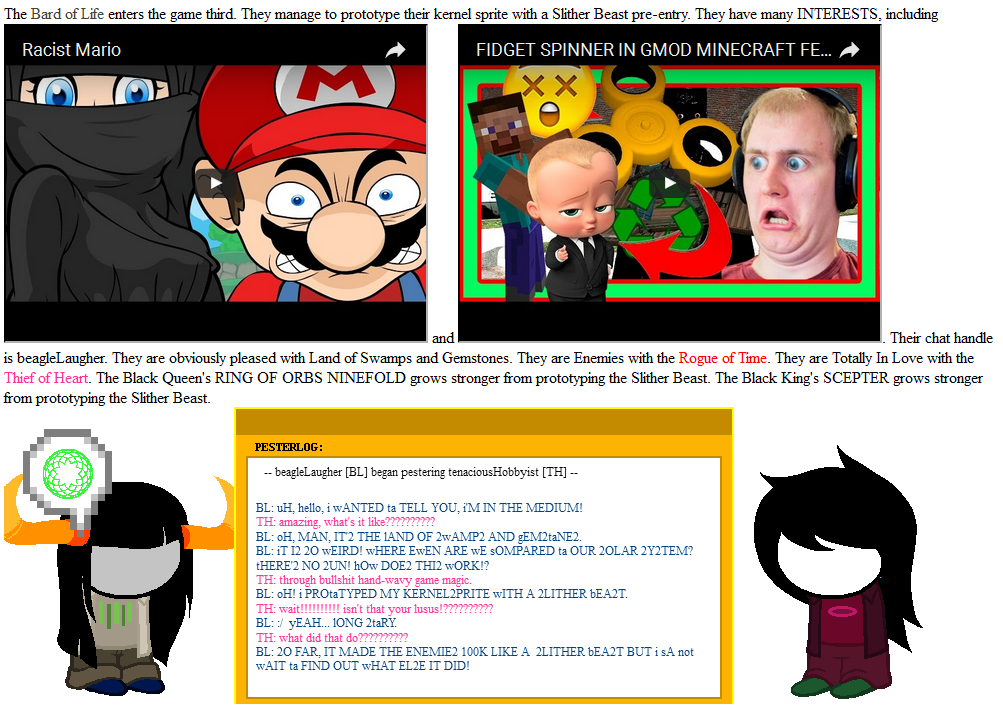 The Bard of Life enters the game third. They manage to prototype their kernel sprite with a Slither Beast pre-entry. They have many INTERESTS, including
Racist Mario
M
FIDGET SPINNER IN GMOD MINECRAFT FE...
and
. Their chat handle
is beagleLaugher. They are obviously pleased with Land of Swamps and Gemstones. They are Enemies with the Rogue of Time. They are Totally In Love with the
Thief of Heart. The Black Queen's RING OF ORBS NINEFOLD grows stronger from prototyping the Slither Beast. The Black King's SCEPTER grows stronger
from prototyping the Slither Beast.
PESTERLOG:
-- beagleLaugher [BL] began pestering tenaciousHobbyist [TH] --
BL: uH, hello, i wANTED ta TELL YOU, i'M IN THE MEDIUM!
TH: amazing, what's it like??????????
BL: oH, MAN, IT'2 THE lAND OF 2wAMP2 AND gEM2taNE2.
BL: iT I2 2O wEIRD! wHERE EwEN ARE wE sOMPARED ta OUR 2OLAR 2Y2TEM?
tHERE'2 NO 2UN! hOw DOE2 THI2 wORK!?
TH: through bullshit hand-wavy game magic.
BL: oH! i PROtaTYPED MY KERNEL2PRITE wITH A 2LITHER bEA2T.
TH: wait!!!!!!!!!! isn't that your lusus!??????????
BL: :/ yEAH... lONG 2taRY.
TH: what did that do??????????
BL: 2O FAR, IT MADE THE ENEMIE2 100K LIKE A 2LITHER bEA2T BUT i sA not
wAIT ta FIND OUT wHAT EL2E IT DID!